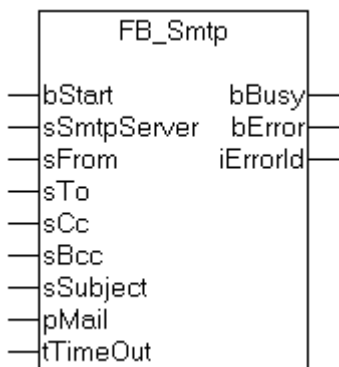 FB_Smtp
bStart bBusy
sSmtpServer bError
sFrom iErrorId
sTo
sCc
sBcc
sSubject
pMail
tTimeOut